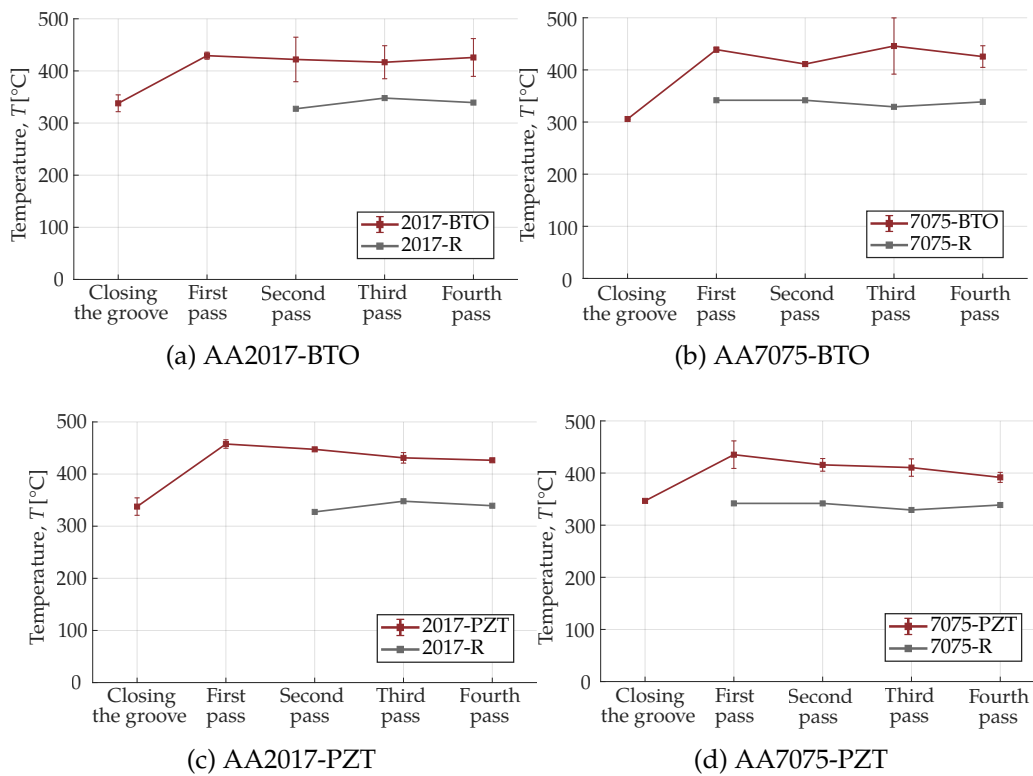 Temperature, T [°C]
500
400
300
200
100
0
2017-BTO
2017-R
Closing the groove
First pass
Second pass
Third pass
Fourth pass
(a) AA2017-BTO
Temperature, T [°C]
500
400
300
200
100
0
7075-BTO
7075-R
Closing the groove
First pass
Second pass
Third pass
Fourth pass
(b) AA7075-BTO
Temperature, T [°C]
500
400
300
200
100
0
2017-PZT
2017-R
Closing the groove
First pass
Second pass
Third pass
Fourth pass
(c) AA2017-PZT
Temperature, T [°C]
500
400
300
200
100
0
7075-PZT
7075-R
Closing the groove
First pass
Second pass
Third pass
Fourth pass
(d) AA7075-PZT